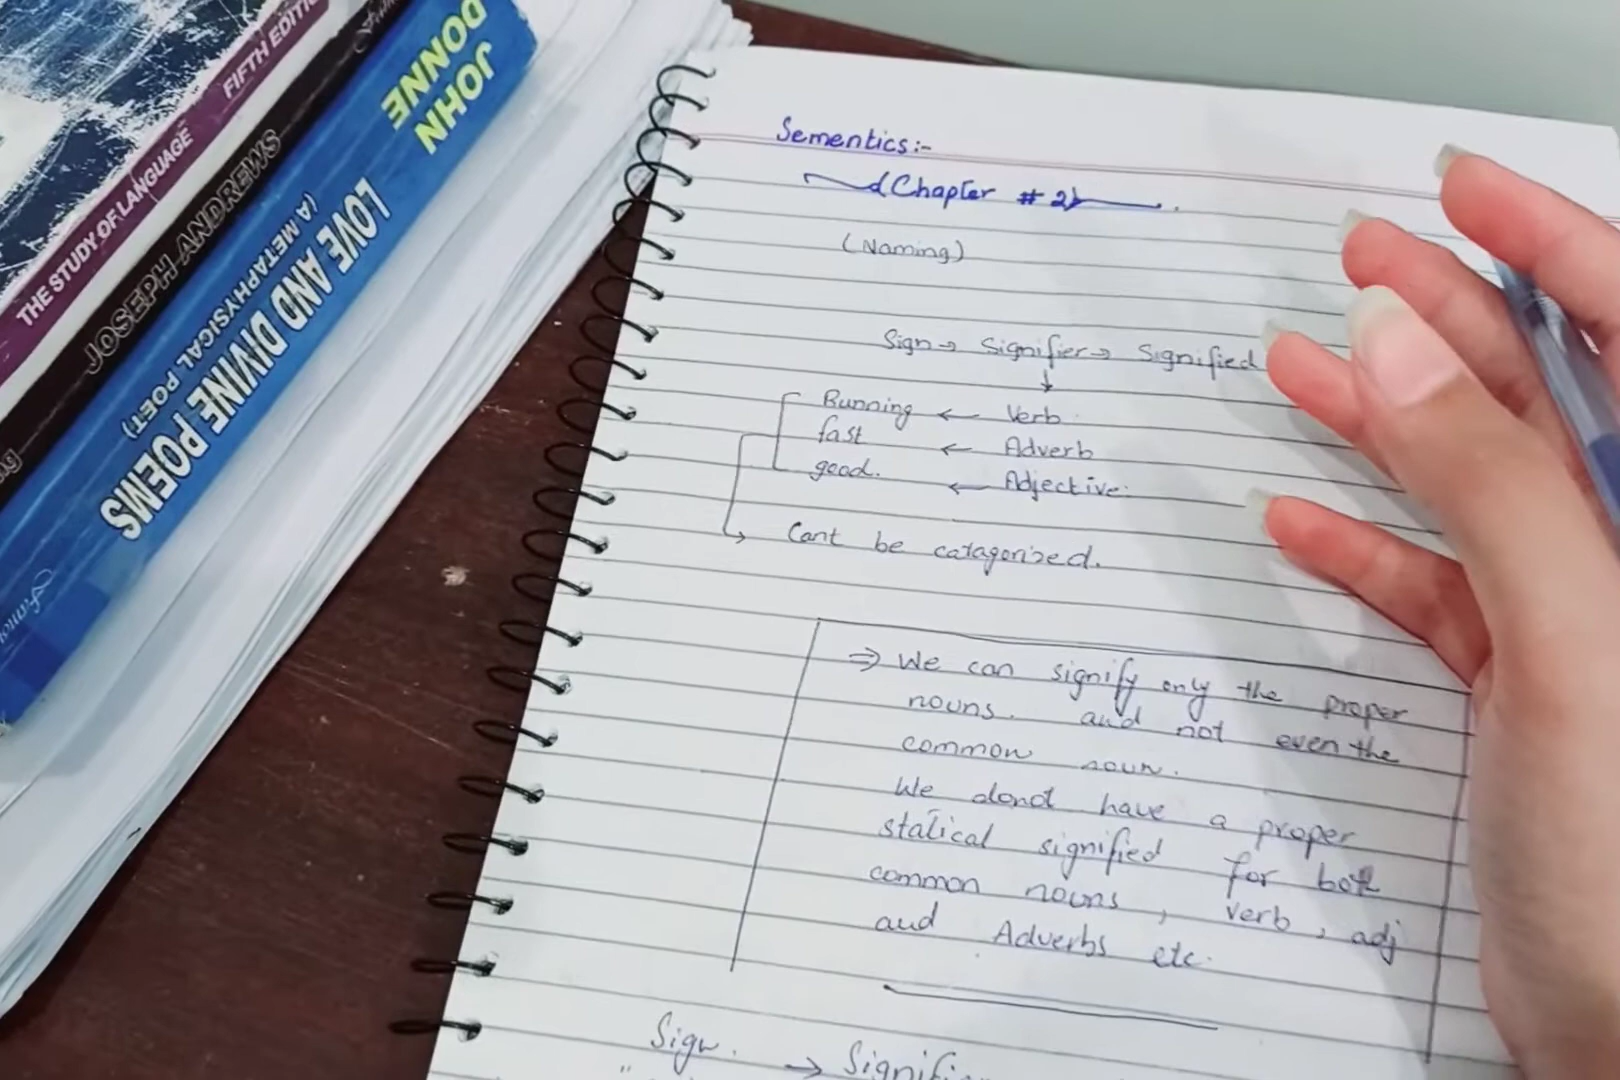 FIFTH EDITION
THE STUDY OF LANGUAGE
JOSEPH ANDREWS
JOHN
DONNE
LOVE AND DIVINE POEMS
(A METAPHYSICAL POET)
Sementics:-
(Chapter # 2)
(Naming)
Sign → Signifier → Signified
Running ← Verb
fast ← Adverb
good. ← Adjective.
Cant be catagorized.
⇒ We can signify only the proper
nouns. and not even the
common noun.
We donot have a proper
statical signified for both
common nouns, verb, adj
and Adverbs etc.
Sign. → Signifi